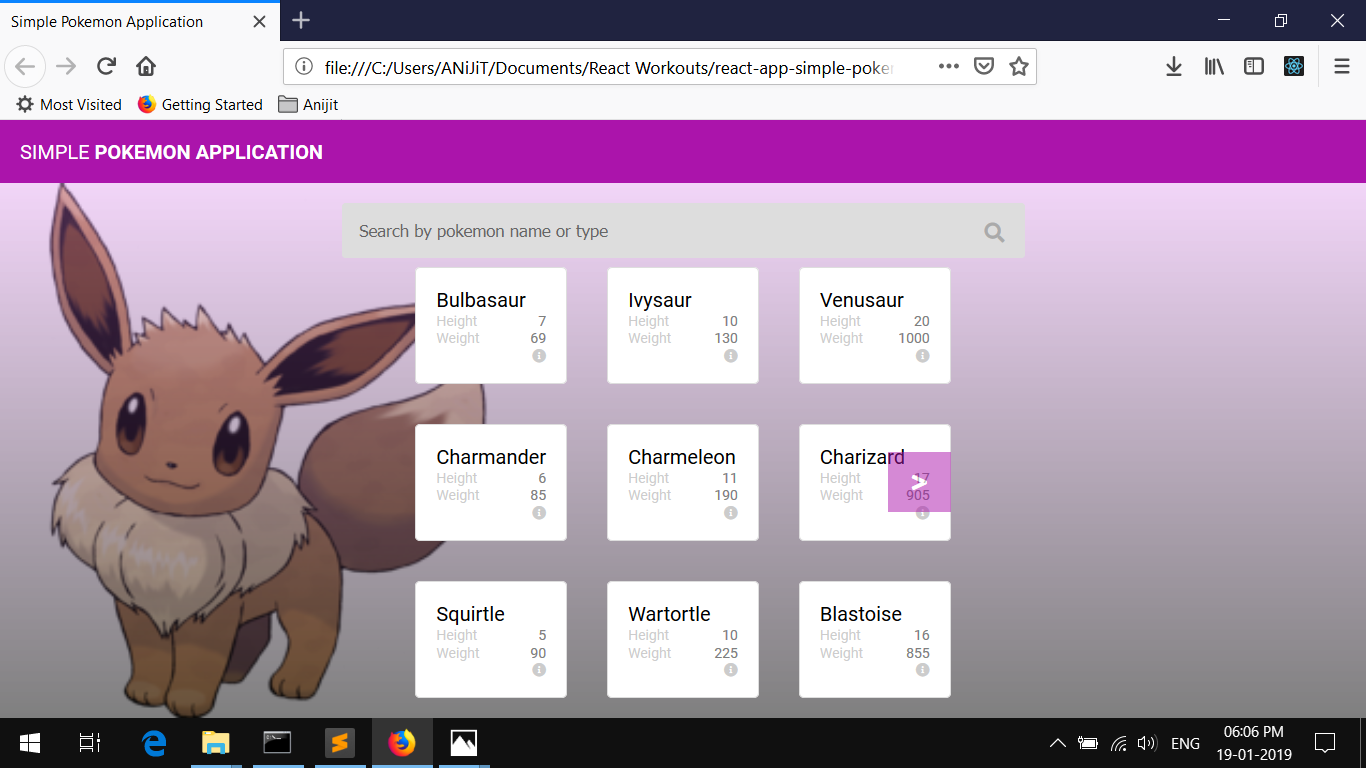 Simple Pokemon Application
file:///C:/Users/ANiJiT/Documents/React Workouts/react-app-simple-poke
Most Visited Getting Started Anijit
SIMPLE POKEMON APPLICATION
Search by pokemon name or type
Bulbasaur
Height 7
Weight 69
Ivysaur
Height 10
Weight 130
Venusaur
Height 20
Weight 1000
Charmander
Height 6
Weight 85
Charmeleon
Height 11
Weight 190
Charizard
Height 17
Weight 905
>
Squirtle
Height 5
Weight 90
Wartortle
Height 10
Weight 225
Blastoise
Height 16
Weight 855
ENG
06:06 PM
19-01-2019